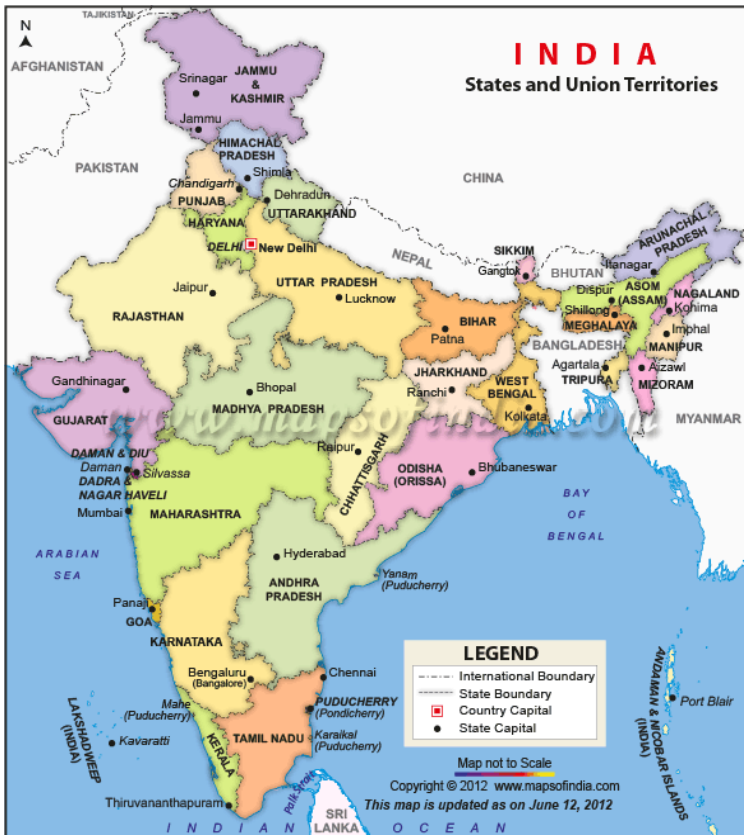 TAJIKISTAN
N
AFGHANISTAN
INDIA
States and Union Territories
JAMMU
&
KASHMIR
Srinagar
Jammu
HIMACHAL
PRADESH
Shimla
PAKISTAN
CHINA
Chandigarh
PUNJAB
Dehradun
UTTARAKHAND
HARYANA
DELHI
New Delhi
NEPAL
SIKKIM
Gangtok
BHUTAN
ARUNACHAL
PRADESH
Itanagar
Dispur
ASOM
(ASSAM)
NAGALAND
Kohima
Shillong
MEGHALAYA
Imphal
MANIPUR
BANGLADESH
Agartala
TRIPURA
Aizawl
MIZORAM
MYANMAR
Jaipur
RAJASTHAN
UTTAR PRADESH
Lucknow
BIHAR
Patna
JHARKHAND
Ranchi
WEST
BENGAL
Kolkata
Gandhinagar
GUJARAT
Bhopal
MADHYA PRADESH
www.mapsofindia.com
Raipur
CHHATTISGARH
ODISHA
(ORISSA)
Bhubaneswar
DAMAN & DIU
Daman
Silvassa
DADRA &
NAGAR HAVELI
Mumbai
MAHARASHTRA
ARABIAN
SEA
BAY
OF
BENGAL
Hyderabad
ANDHRA
PRADESH
Yanam
(Puducherry)
Panaji
GOA
KARNATAKA
Bengaluru
(Bangalore)
Chennai
Mahe
(Puducherry)
PUDUCHERRY
(Pondicherry)
LAKSHADWEEP
(INDIA)
Kavaratti
KERALA
TAMIL NADU
Karaikal
(Puducherry)
Thiruvananthapuram
Palk Strait
SRI
LANKA
INDIAN OCEAN
ANDAMAN & NICOBAR ISLANDS
(INDIA)
Port Blair
LEGEND
International Boundary
State Boundary
Country Capital
State Capital
Map not to Scale
Copyright © 2012 www.mapsofindia.com
This map is updated as on June 12, 2012